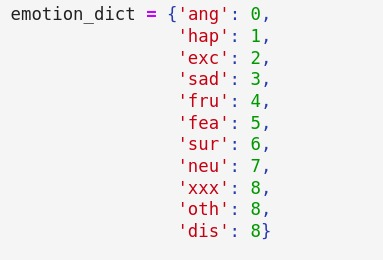 emotion_dict = {'ang': 0,
                'hap': 1,
                'exc': 2,
                'sad': 3,
                'fru': 4,
                'fea': 5,
                'sur': 6,
                'neu': 7,
                'xxx': 8,
                'oth': 8,
                'dis': 8}